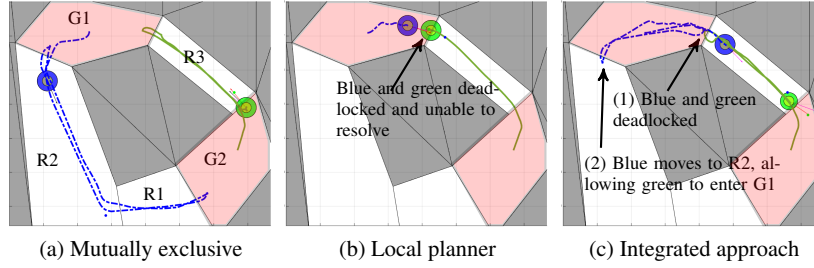 G1
R3
R2
G2
R1
(a) Mutually exclusive
Blue and green dead-
locked and unable to
resolve
(b) Local planner
(1) Blue and green
deadlocked
(2) Blue moves to R2, al-
lowing green to enter G1
(c) Integrated approach